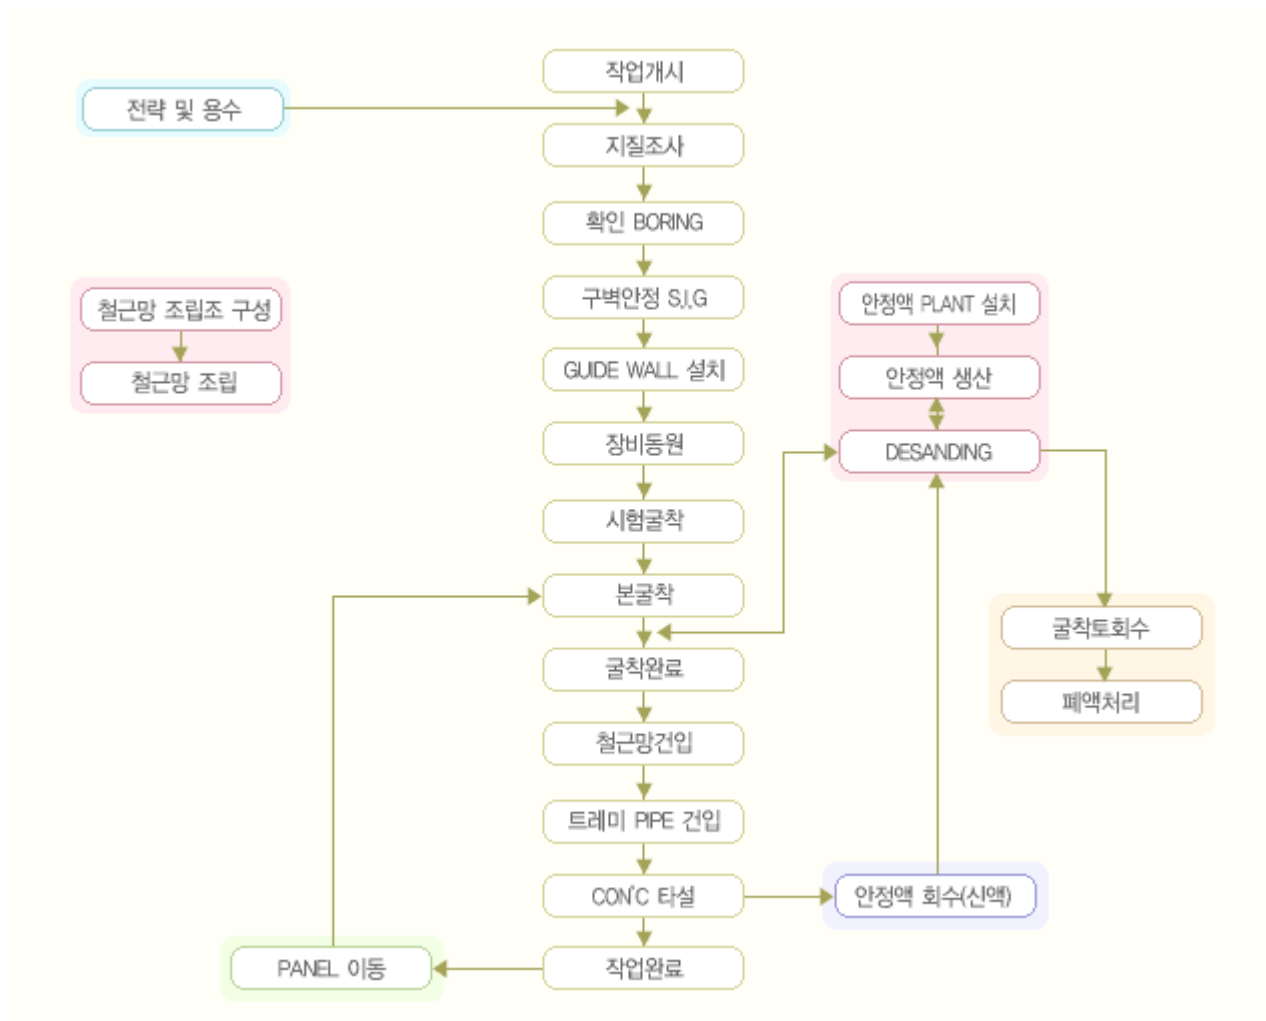 작업개시
전략 및 용수
지질조사
확인 BORING
구벽안정 S.I.G
철근망 조립조 구성
안정액 PLANT 설치
GUIDE WALL 설치
철근망 조립
안정액 생산
장비동원
DESANDING
시험굴착
본굴착
굴착토회수
굴착완료
폐액처리
철근망건입
트레미 PIPE 건입
CON'C 타설
안정액 회수(신액)
PANEL 이동
작업완료